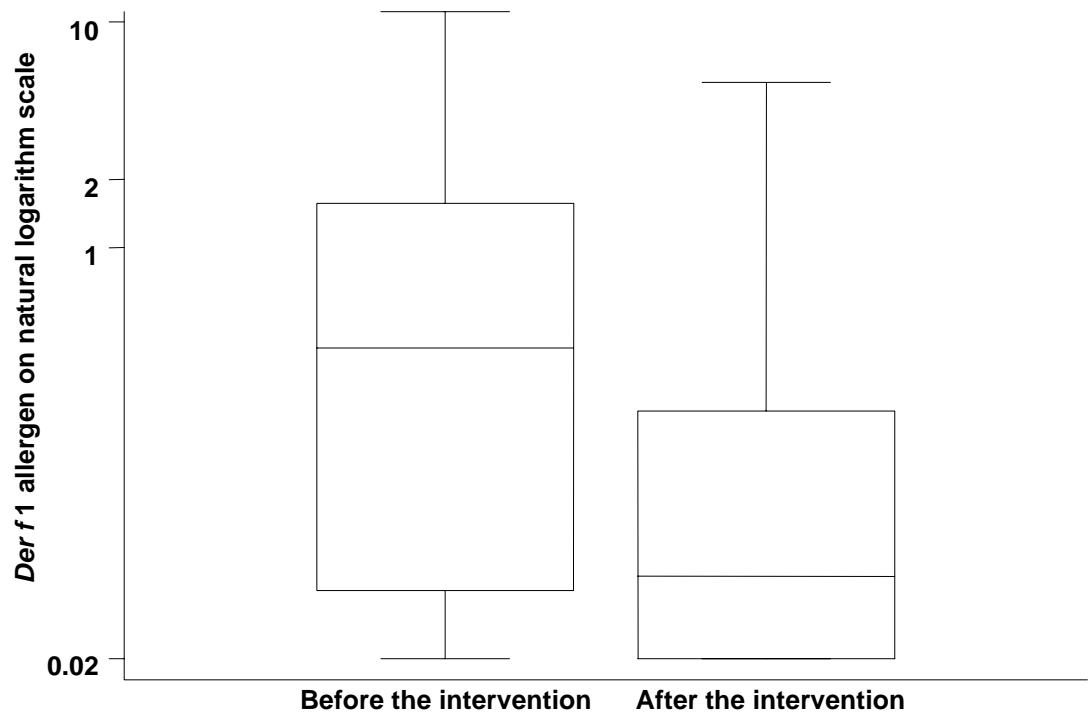 Der f 1 allergen on natural logarithm scale
10
2
1
0.02
Before the intervention
After the intervention